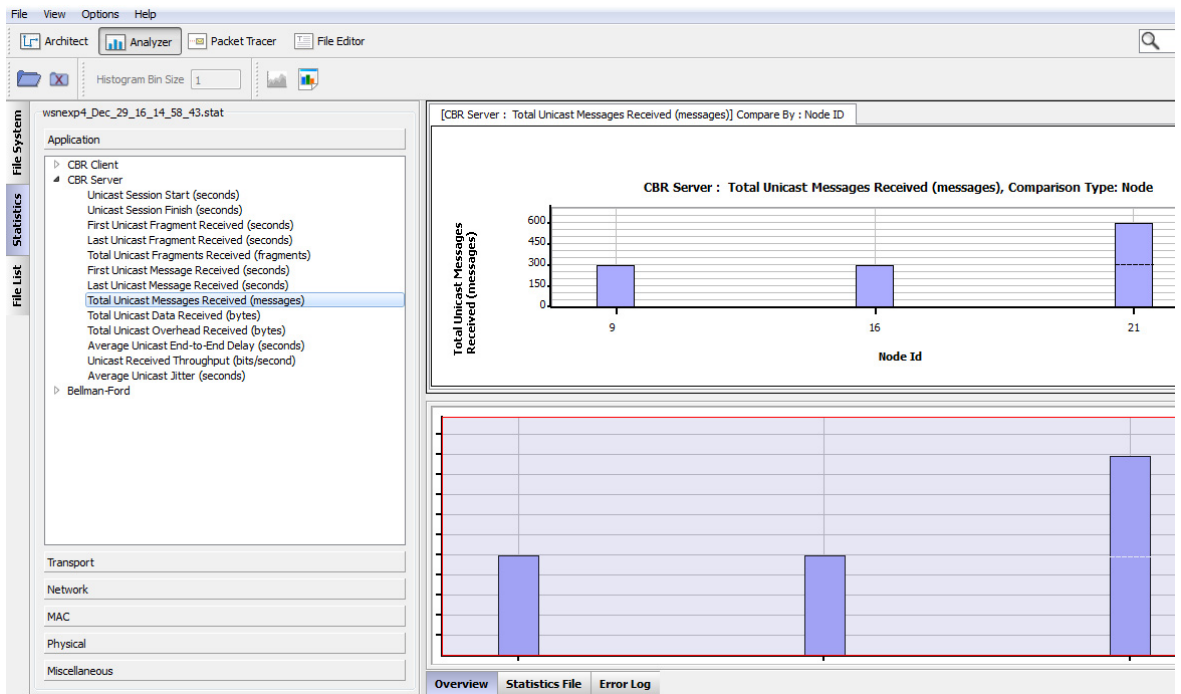 File View Options Help
Architect Analyzer Packet Tracer File Editor
Histogram Bin Size 1
File System
Statistics
File List
wsnexp4_Dec_29_16_14_58_43.stat
Application
CBR Client
CBR Server
Unicast Session Start (seconds)
Unicast Session Finish (seconds)
First Unicast Fragment Received (seconds)
Last Unicast Fragment Received (seconds)
Total Unicast Fragments Received (fragments)
First Unicast Message Received (seconds)
Last Unicast Message Received (seconds)
Total Unicast Messages Received (messages)
Total Unicast Data Received (bytes)
Total Unicast Overhead Received (bytes)
Average Unicast End-to-End Delay (seconds)
Unicast Received Throughput (bits/second)
Average Unicast Jitter (seconds)
Bellman-Ford
Transport
Network
MAC
Physical
Miscellaneous
[CBR Server : Total Unicast Messages Received (messages)] Compare By : Node ID
CBR Server : Total Unicast Messages Received (messages), Comparison Type: Node
Total Unicast Messages
Received (messages)
600
450
300
150
0
9 16 21
Node Id
Overview Statistics File Error Log